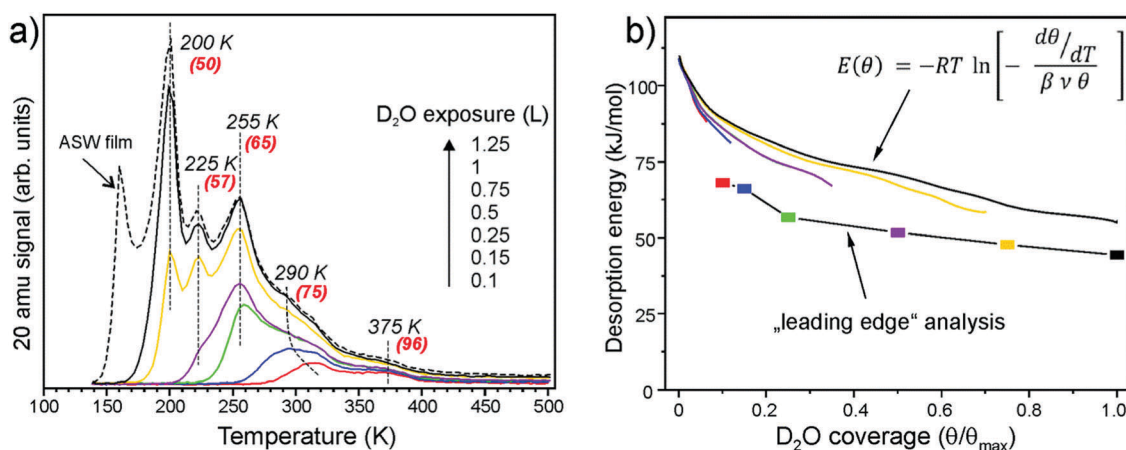 a)
200 K
(50)
ASW film
225 K
(57)
255 K
(65)
290 K
(75)
375 K
(96)
D₂O exposure (L)
1.25
1
0.75
0.5
0.25
0.15
0.1
20 amu signal (arb. units)
100 150 200 250 300 350 400 450 500
Temperature (K)
b)
E(θ) = −RT ln[− dθ/dT / β ν θ]
„leading edge“ analysis
Desorption energy (kJ/mol)
100
75
50
25
0
0 0.2 0.4 0.6 0.8 1.0
D₂O coverage (θ/θmax)